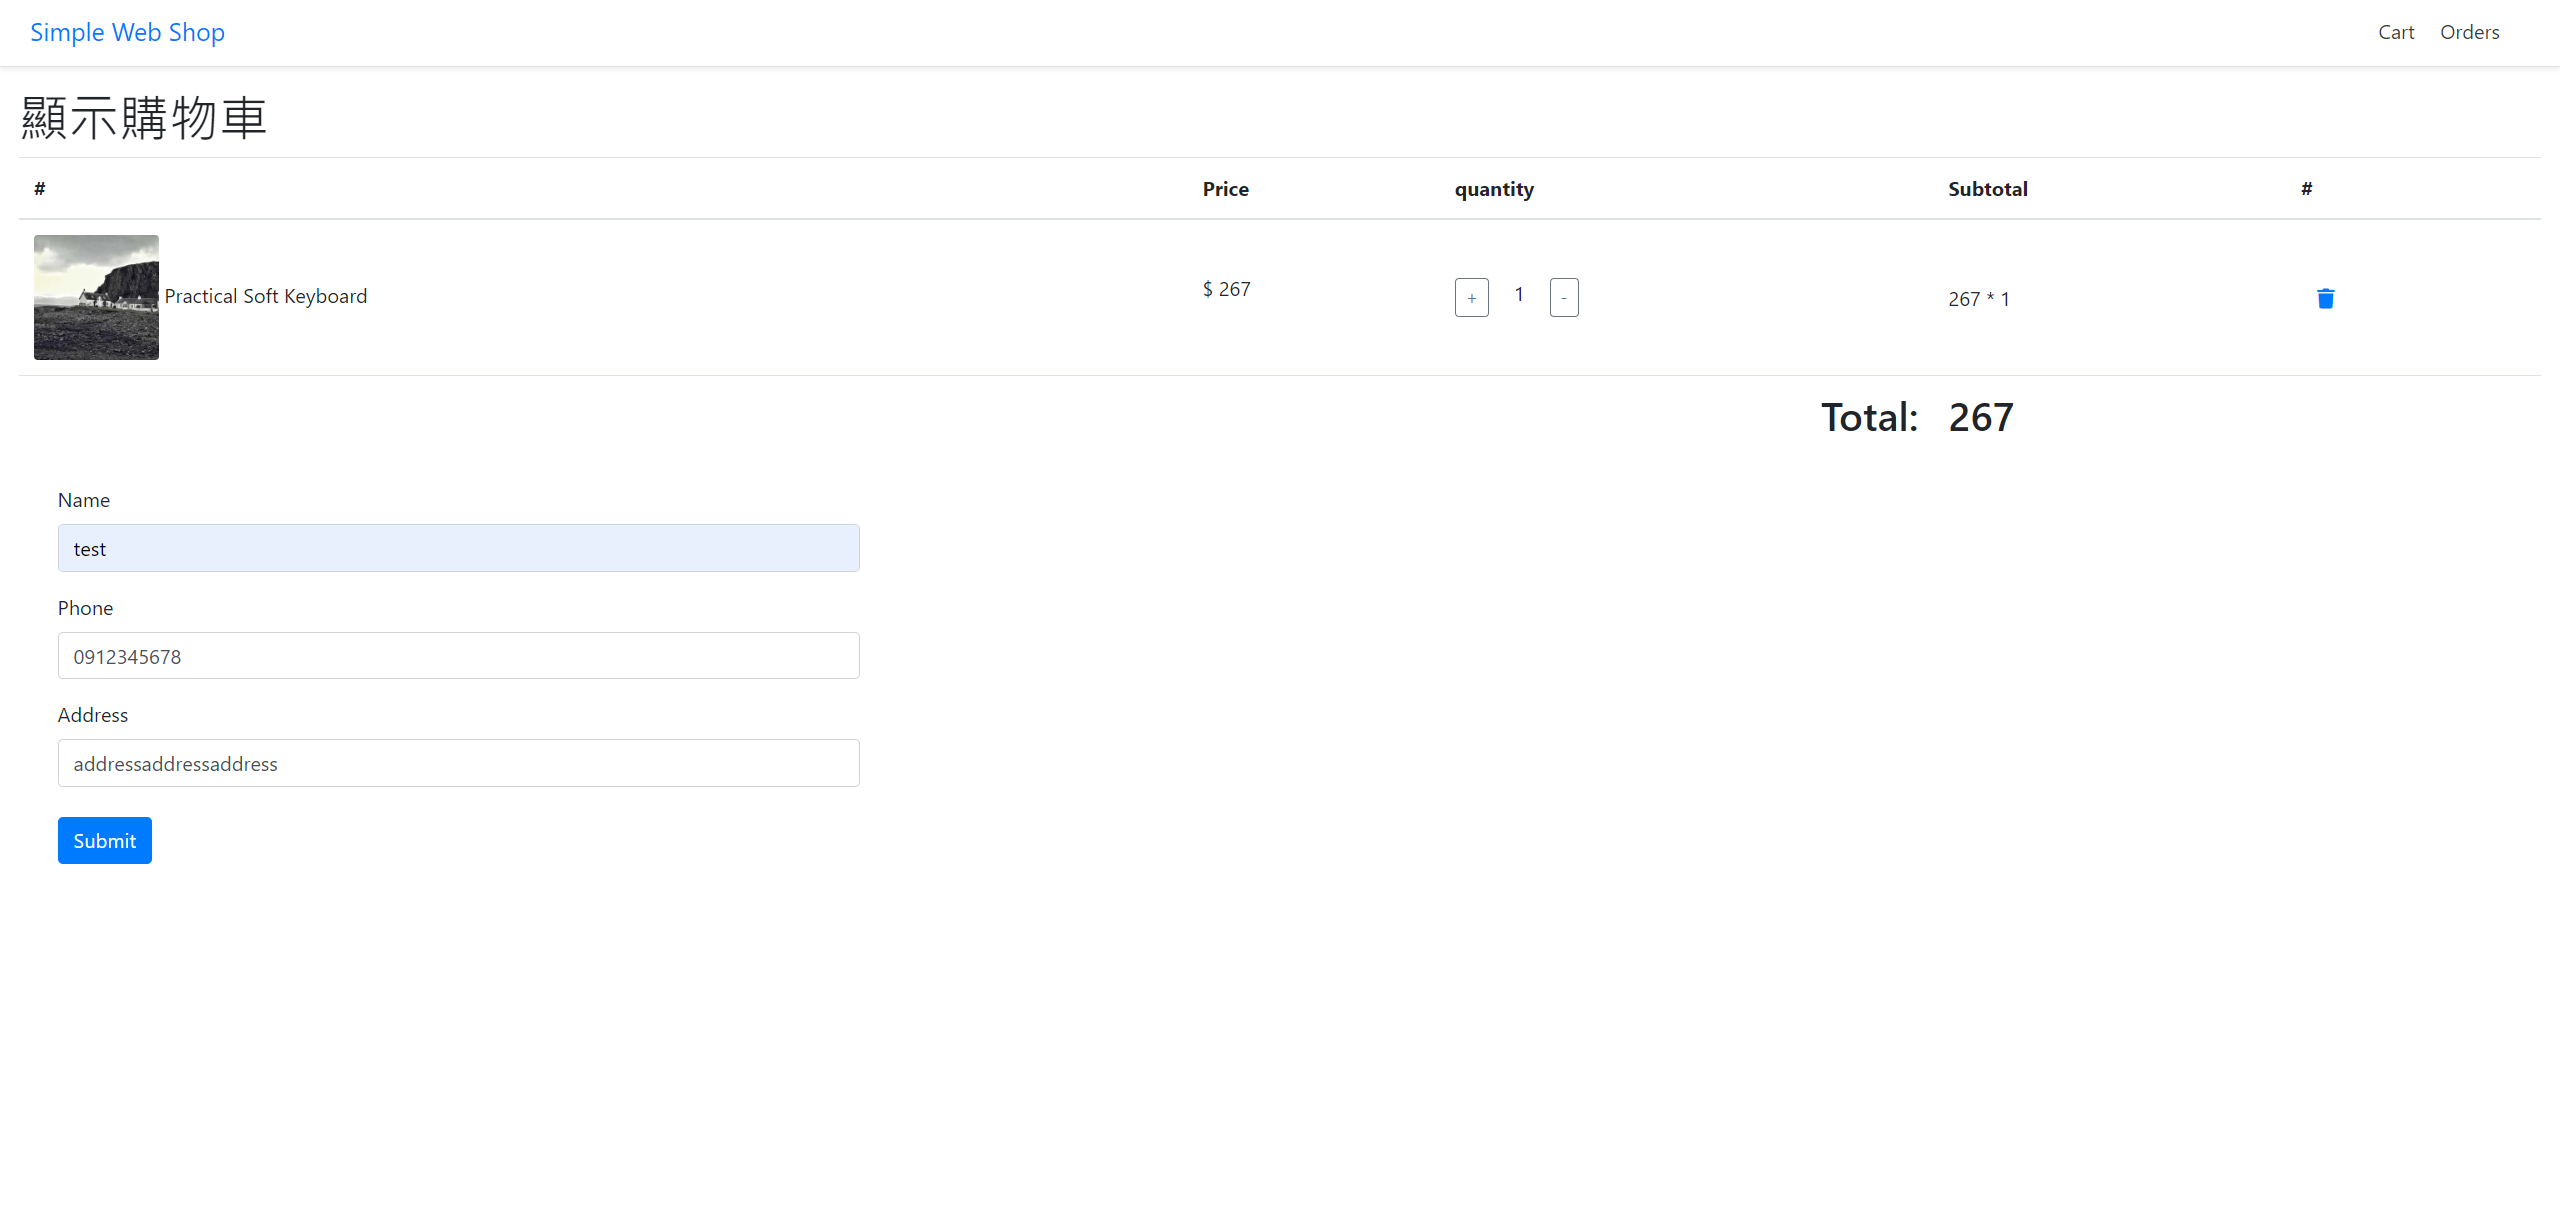 Simple Web Shop Cart Orders
顯示購物車
# Price quantity Subtotal #
Practical Soft Keyboard $ 267 + 1 - 267 * 1
Total: 267
Name
test
Phone
0912345678
Address
addressaddressaddress
Submit